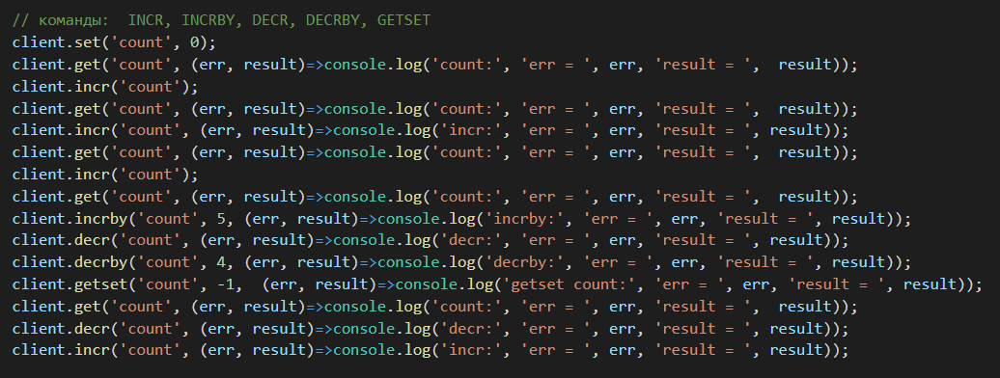 // команды:  INCR, INCRBY, DECR, DECRBY, GETSET
client.set('count', 0);
client.get('count', (err, result)=>console.log('count:', 'err = ', err, 'result = ',  result));
client.incr('count');
client.get('count', (err, result)=>console.log('count:', 'err = ', err, 'result = ',  result));
client.incr('count', (err, result)=>console.log('incr:', 'err = ', err, 'result = ', result));
client.get('count', (err, result)=>console.log('count:', 'err = ', err, 'result = ',  result));
client.incr('count');
client.get('count', (err, result)=>console.log('count:', 'err = ', err, 'result = ',  result));
client.incrby('count', 5, (err, result)=>console.log('incrby:', 'err = ', err, 'result = ', result));
client.decr('count', (err, result)=>console.log('decr:', 'err = ', err, 'result = ', result));
client.decrby('count', 4, (err, result)=>console.log('decrby:', 'err = ', err, 'result = ', result));
client.getset('count', -1,  (err, result)=>console.log('getset count:', 'err = ', err, 'result = ', result));
client.get('count', (err, result)=>console.log('count:', 'err = ', err, 'result = ',  result));
client.decr('count', (err, result)=>console.log('decr:', 'err = ', err, 'result = ', result));
client.incr('count', (err, result)=>console.log('incr:', 'err = ', err, 'result = ', result));